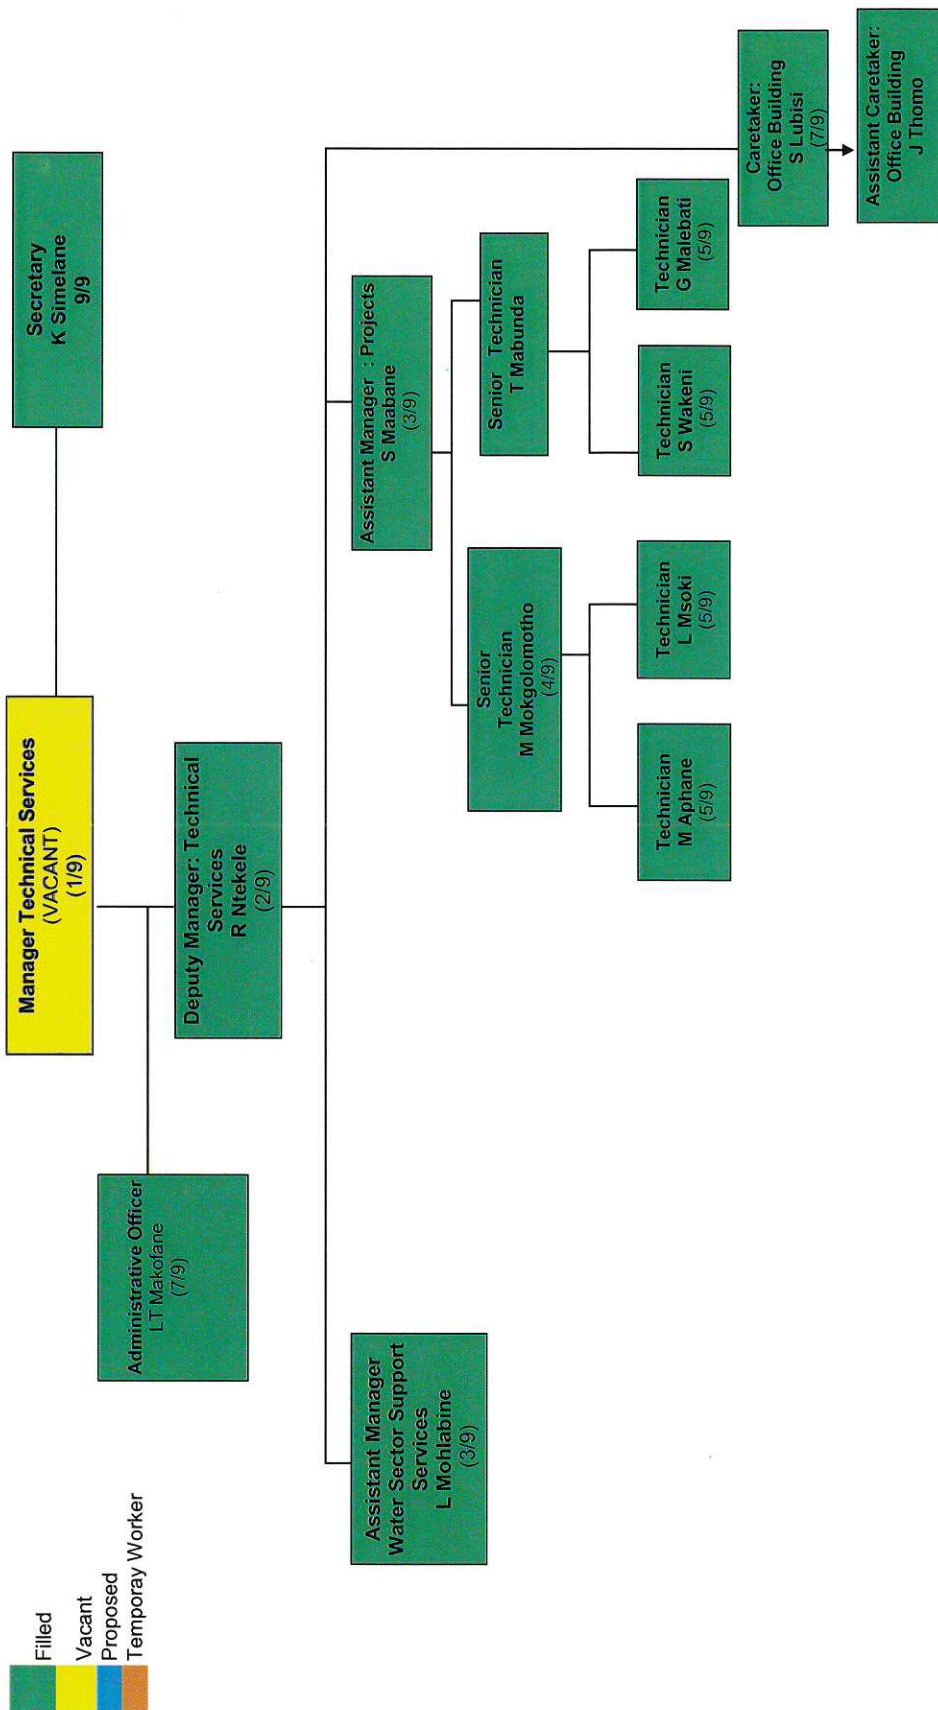 Filled
Vacant
Proposed
Temporay Worker
Manager Technical Services
(VACANT)
(1/9)
Secretary
K Simelane
9/9
Administrative Officer
LT Makofane
(7/9)
Deputy Manager: Technical
Services
R Ntekele
(2/9)
Assistant Manager
Water Sector Support
Services
L Mohlabine
(3/9)
Assistant Manager : Projects
S Maabane
(3/9)
Senior
Technician
M Mokgolomotho
(4/9)
Senior Technician
T Mabunda
Technician
M Aphane
(5/9)
Technician
L Msoki
(5/9)
Technician
S Wakeni
(5/9)
Technician
G Malebati
(5/9)
Caretaker:
Office Building
S Lubisi
(7/9)
Assistant Caretaker:
Office Building
J Thomo